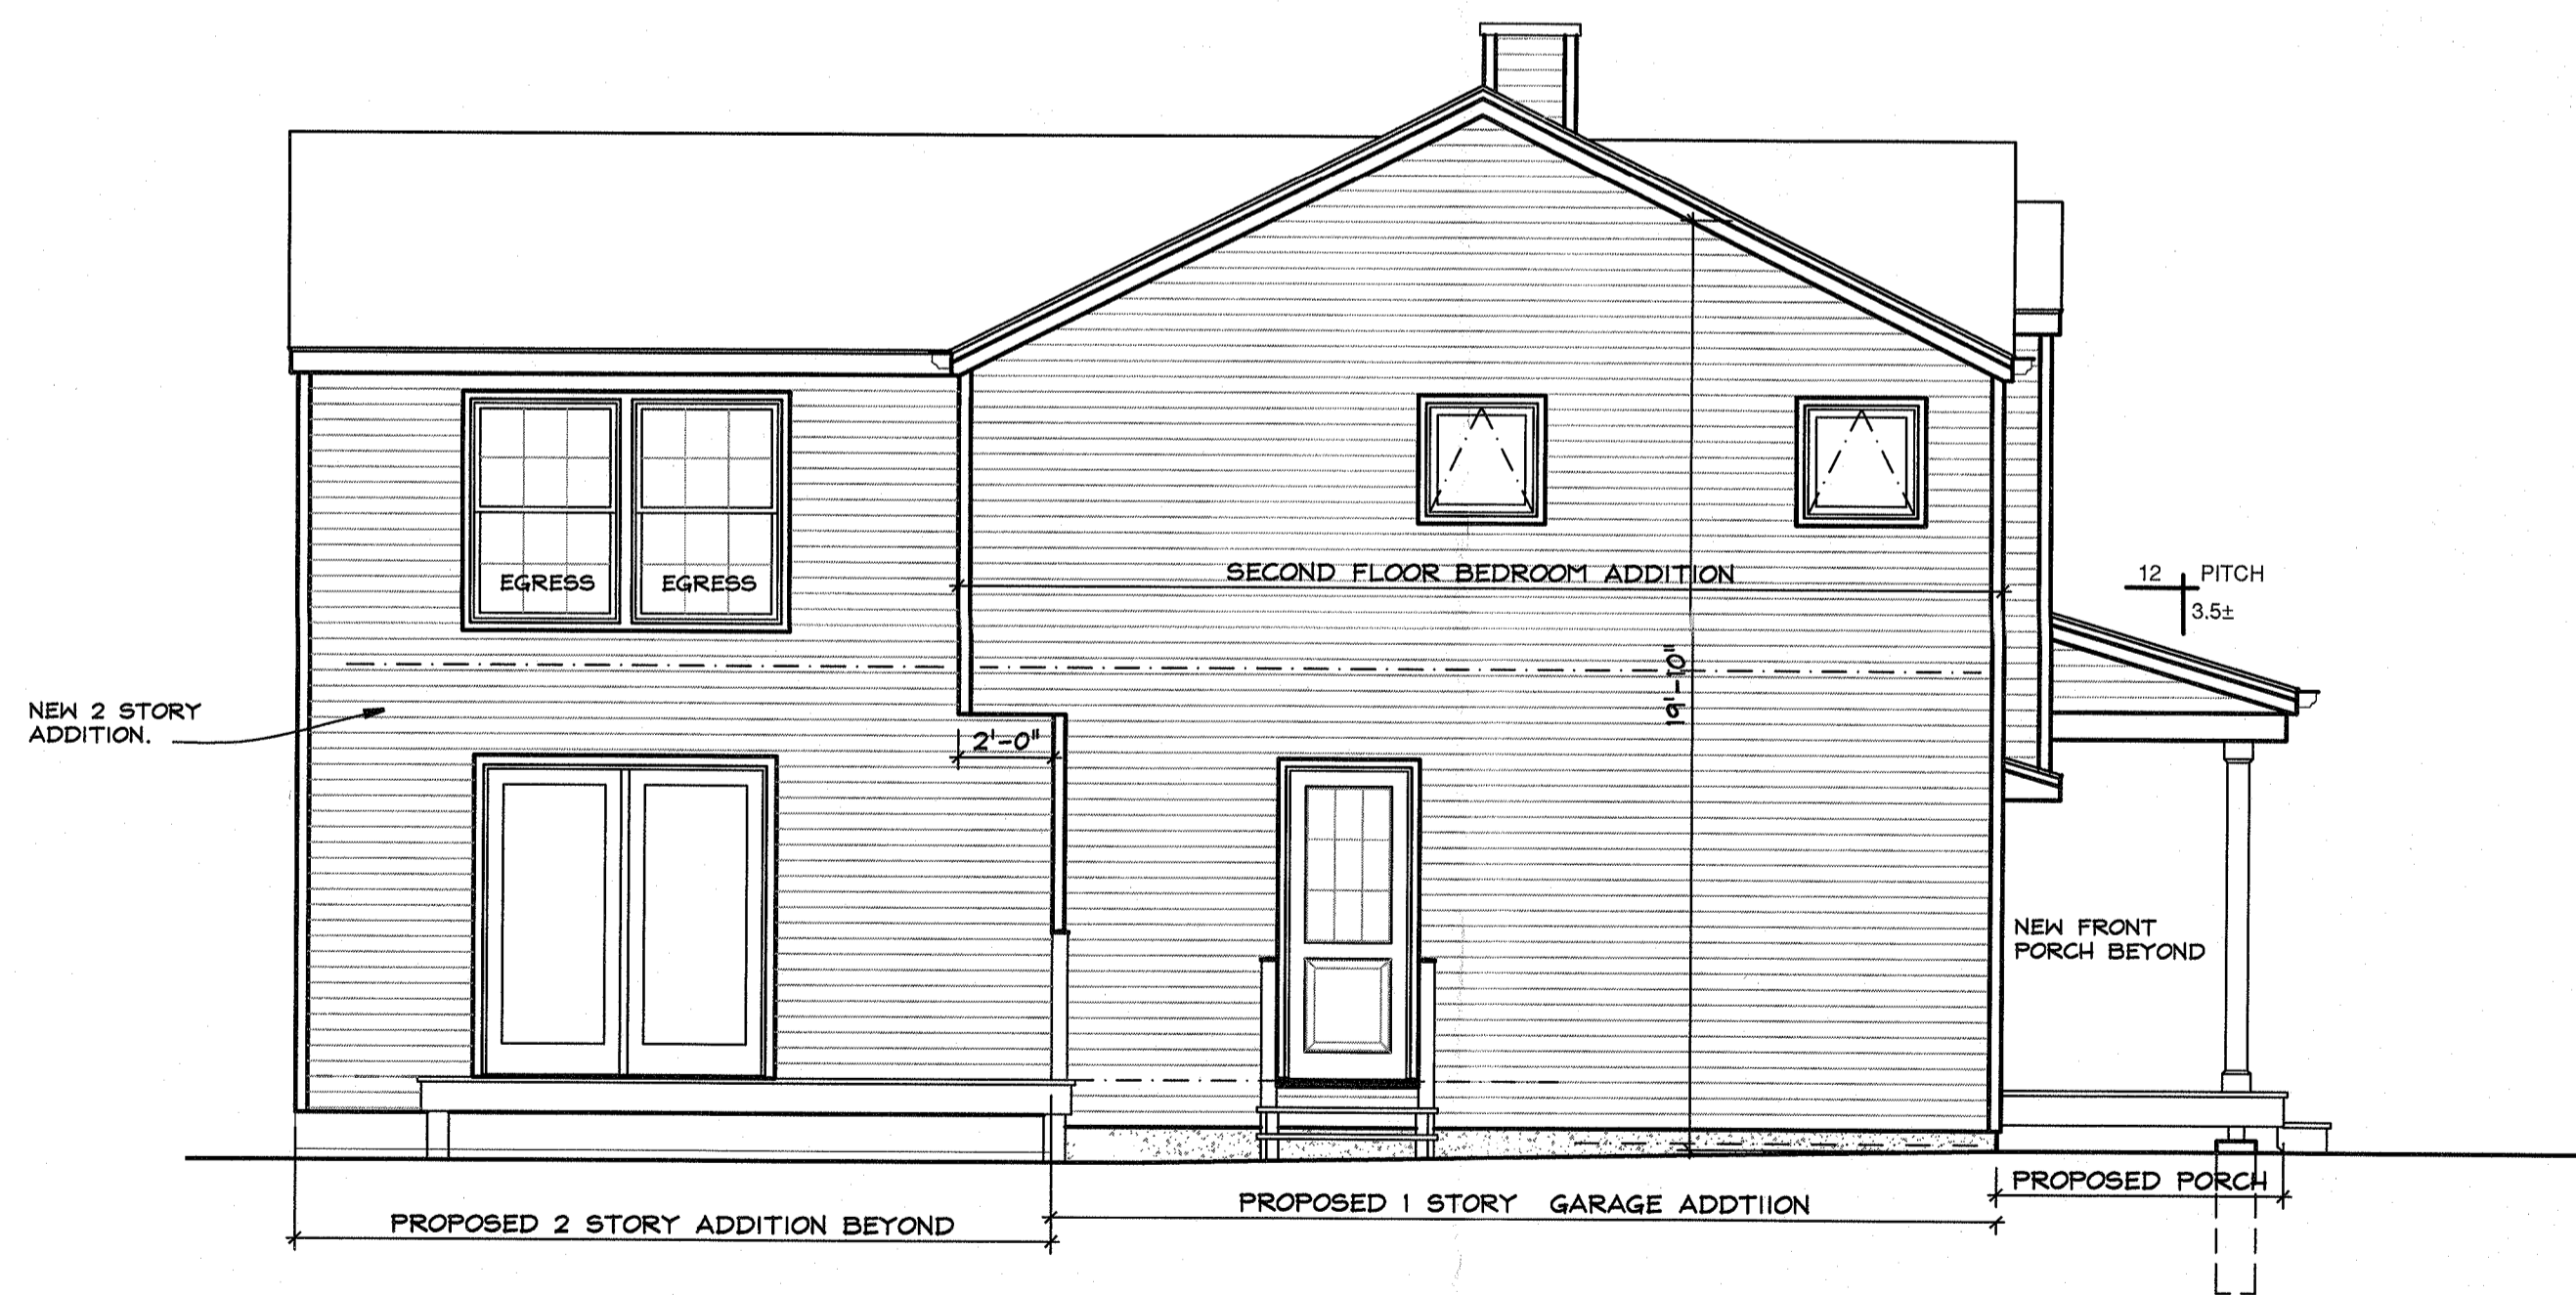 EGRESS EGRESS
SECOND FLOOR BEDROOM ADDITION
12 PITCH
3.5±
19'-10"
NEW 2 STORY
ADDITION.
2'-0"
NEW FRONT
PORCH BEYOND
PROPOSED PORCH
PROPOSED 1 STORY GARAGE ADDTIION
PROPOSED 2 STORY ADDITION BEYOND